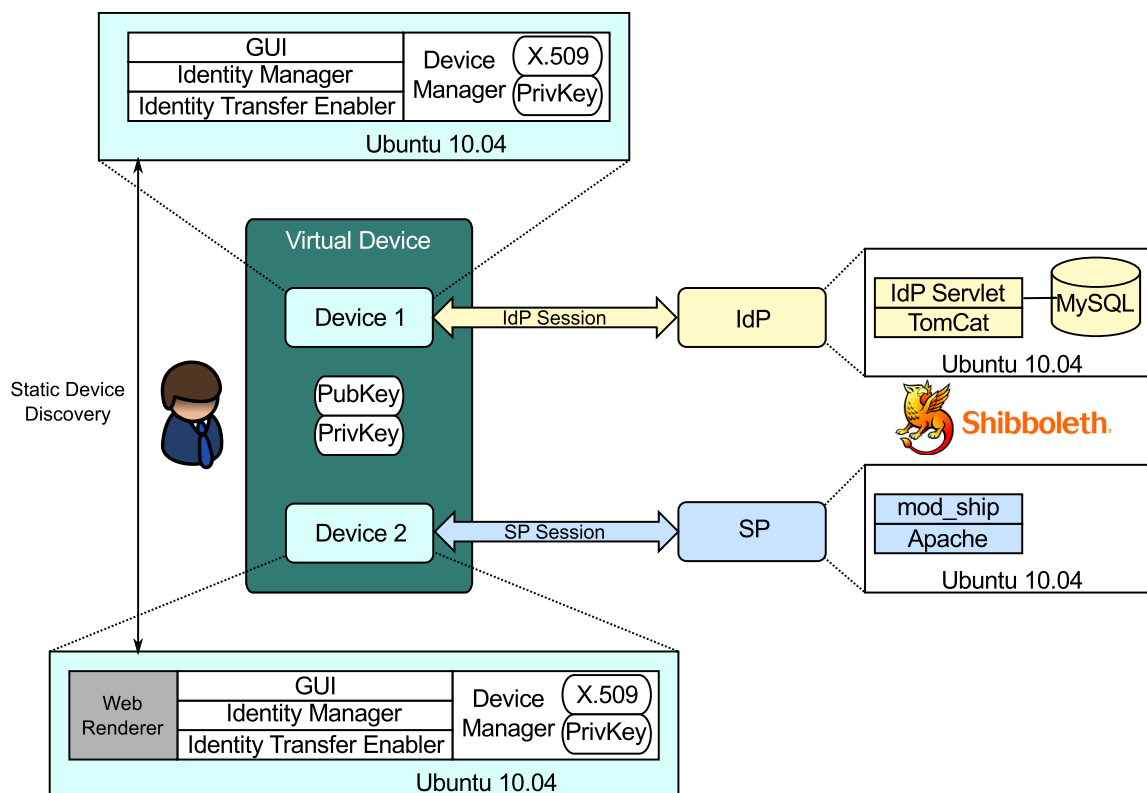 GUI
Identity Manager
Identity Transfer Enabler
Device
Manager
X.509
PrivKey
Ubuntu 10.04
Virtual Device
Device 1
IdP Session
IdP
IdP Servlet
TomCat
MySQL
Ubuntu 10.04
Static Device
Discovery
PubKey
PrivKey
Shibboleth.
Device 2
SP Session
SP
mod_ship
Apache
Ubuntu 10.04
Web
Renderer
GUI
Identity Manager
Identity Transfer Enabler
Device
Manager
X.509
PrivKey
Ubuntu 10.04